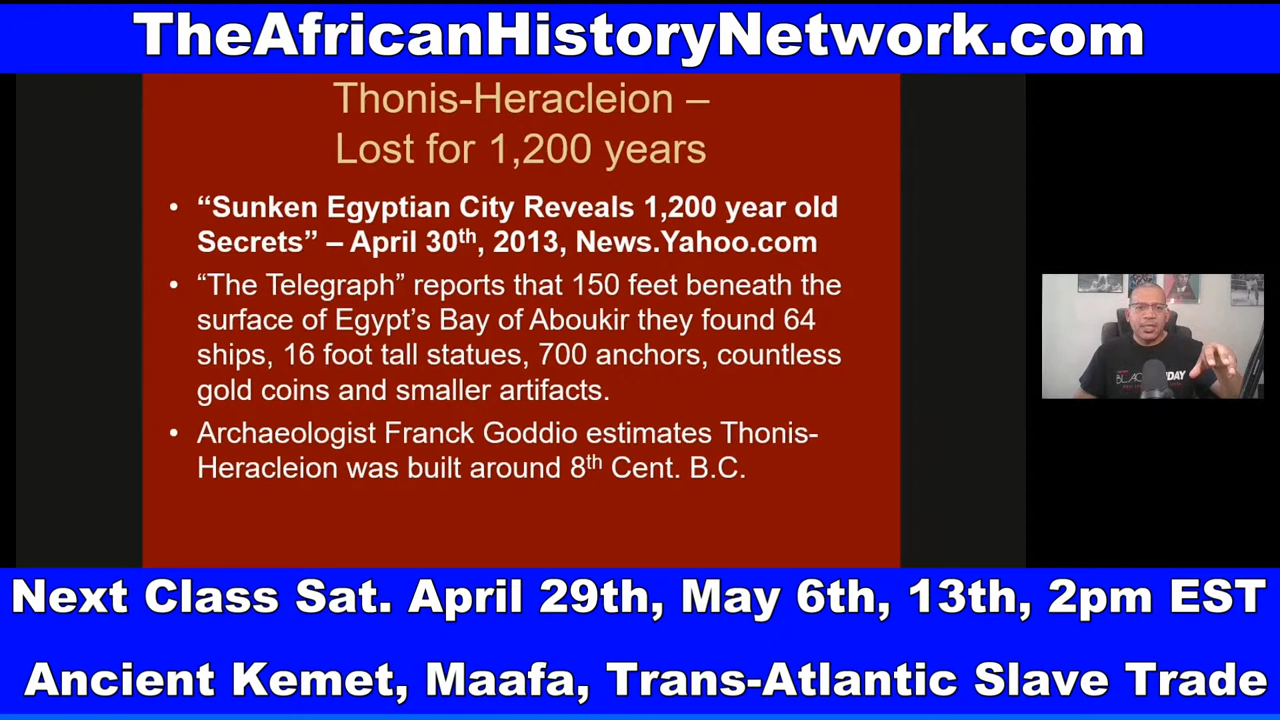 TheAfricanHistoryNetwork.com
Thonis-Heracleion –
Lost for 1,200 years
• “Sunken Egyptian City Reveals 1,200 year old
Secrets” – April 30th, 2013, News.Yahoo.com
• “The Telegraph” reports that 150 feet beneath the
surface of Egypt’s Bay of Aboukir they found 64
ships, 16 foot tall statues, 700 anchors, countless
gold coins and smaller artifacts.
• Archaeologist Franck Goddio estimates Thonis-
Heracleion was built around 8th Cent. B.C.
Next Class Sat. April 29th, May 6th, 13th, 2pm EST
Ancient Kemet, Maafa, Trans-Atlantic Slave Trade